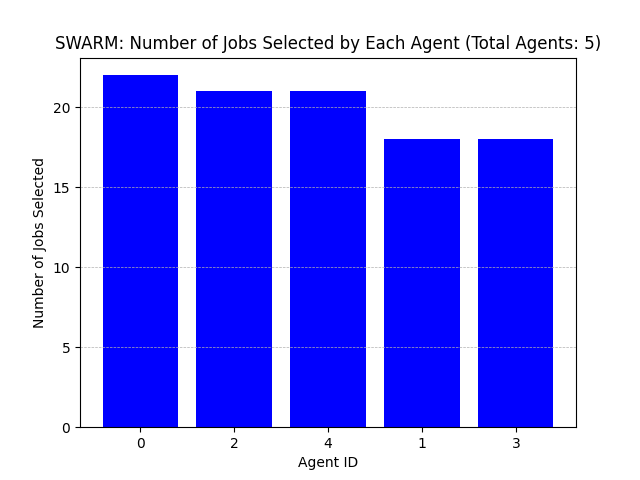 SWARM: Number of Jobs Selected by Each Agent (Total Agents: 5)
Number of Jobs Selected
20
15
10
5
0
0 2 4 1 3
Agent ID